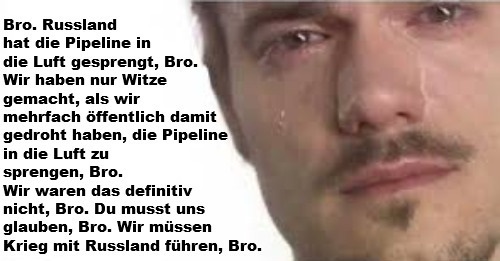 Bro. Russland
hat die Pipeline in
die Luft gesprengt, Bro.
Wir haben nur Witze
gemacht, als wir
mehrfach öffentlich damit
gedroht haben, die Pipeline
in die Luft zu
sprengen, Bro.
Wir waren das definitiv
nicht, Bro. Du musst uns
glauben, Bro. Wir müssen
Krieg mit Russland führen, Bro.